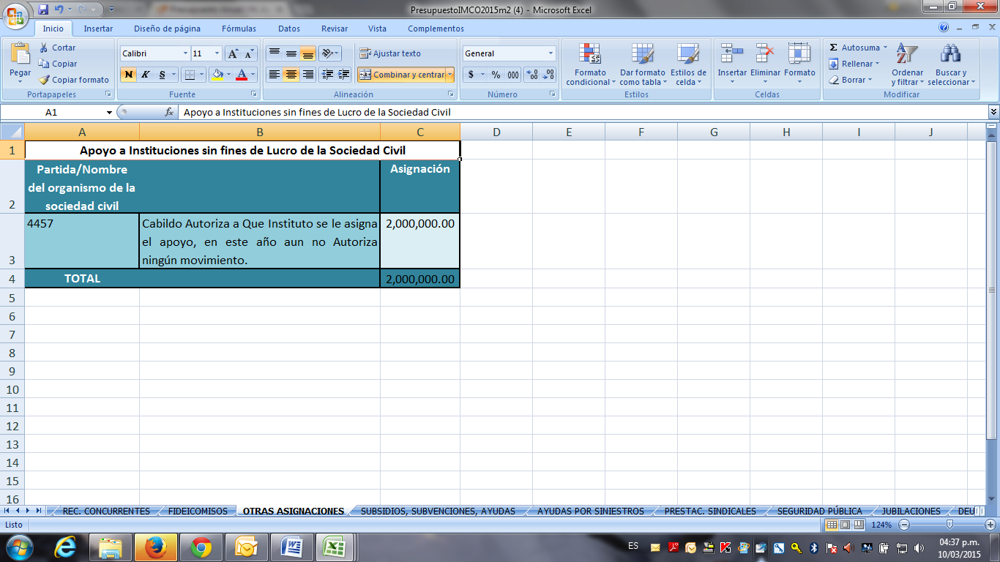 PresupuestoIMCO2015m2 (4) - Microsoft Excel
Inicio Insertar Diseño de página Fórmulas Datos Revisar Vista Complementos
Pegar
Cortar
Copiar
Copiar formato
Portapapeles
Calibri 11
N K S
Fuente
Ajustar texto
Combinar y centrar
Alineación
General
$ % 000
Número
Formato condicional
Dar formato como tabla
Estilos de celda
Estilos
Insertar Eliminar Formato
Celdas
Σ Autosuma
Rellenar
Borrar
Ordenar y filtrar
Buscar y seleccionar
Modificar
A1 fx Apoyo a Instituciones sin fines de Lucro de la Sociedad Civil
A B C D E F G H I J
1 Apoyo a Instituciones sin fines de Lucro de la Sociedad Civil
Partida/Nombre
del organismo de la
2 sociedad civil
Asignación
4457
Cabildo Autoriza a Que Instituto se le asigna
el apoyo, en este año aun no Autoriza
3 ningún movimiento.
2,000,000.00
4 TOTAL 2,000,000.00
5
6
7
8
9
10
11
12
13
14
15
16
REC. CONCURRENTES FIDEICOMISOS OTRAS ASIGNACIONES SUBSIDIOS, SUBVENCIONES, AYUDAS AYUDAS POR SINIESTROS PRESTAC. SINDICALES SEGURIDAD PÚBLICA JUBILACIONES DEU
Listo 124%
ES 04:37 p.m.
10/03/2015